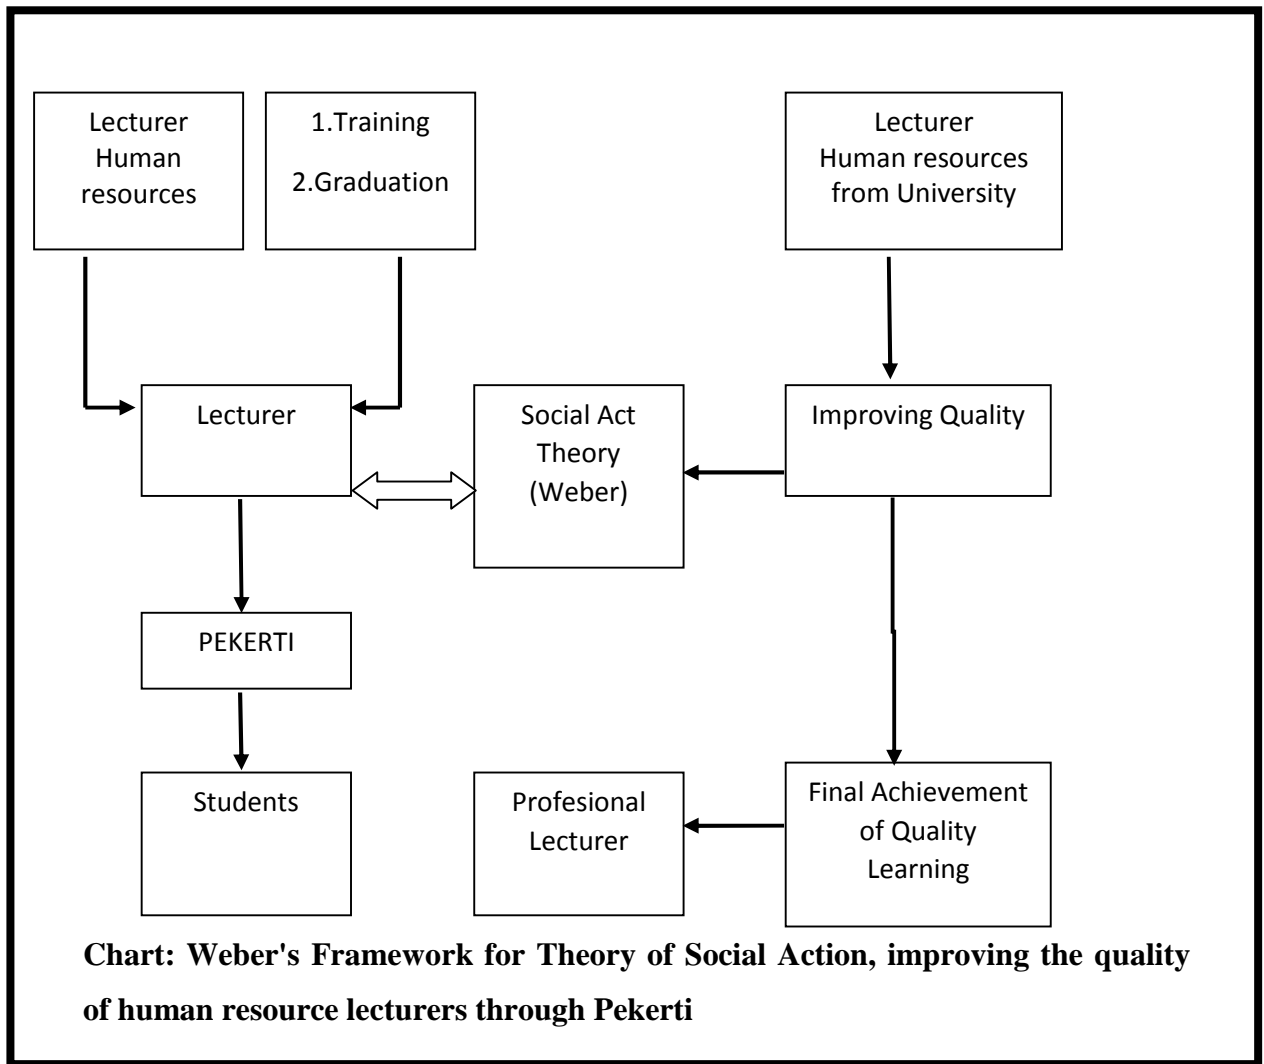 Lecturer
Human
resources
1.Training
2.Graduation
Lecturer
Human resources
from University
Lecturer
Social Act
Theory
(Weber)
Improving Quality
PEKERTI
Students
Profesional
Lecturer
Final Achievement
of Quality
Learning
Chart: Weber's Framework for Theory of Social Action, improving the quality
of human resource lecturers through Pekerti